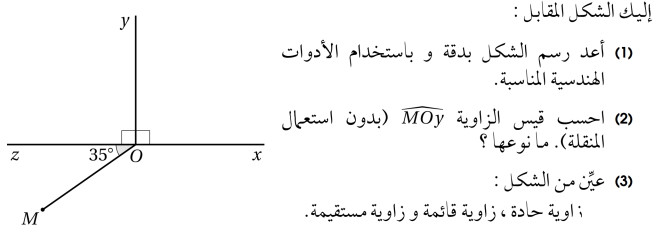 إليك الشكل المقابل :
(1) أعد رسم الشكل بدقة و باستخدام الأدوات
الهندسية المناسبة.
(2) احسب قيس الزاوية MOy (بدون استعمال
المنقلة). ما نوعها ؟
(3) عيّن من الشكل :
زاوية حادة ، زاوية قائمة و زاوية مستقيمة.
y
z
35°
O
x
M